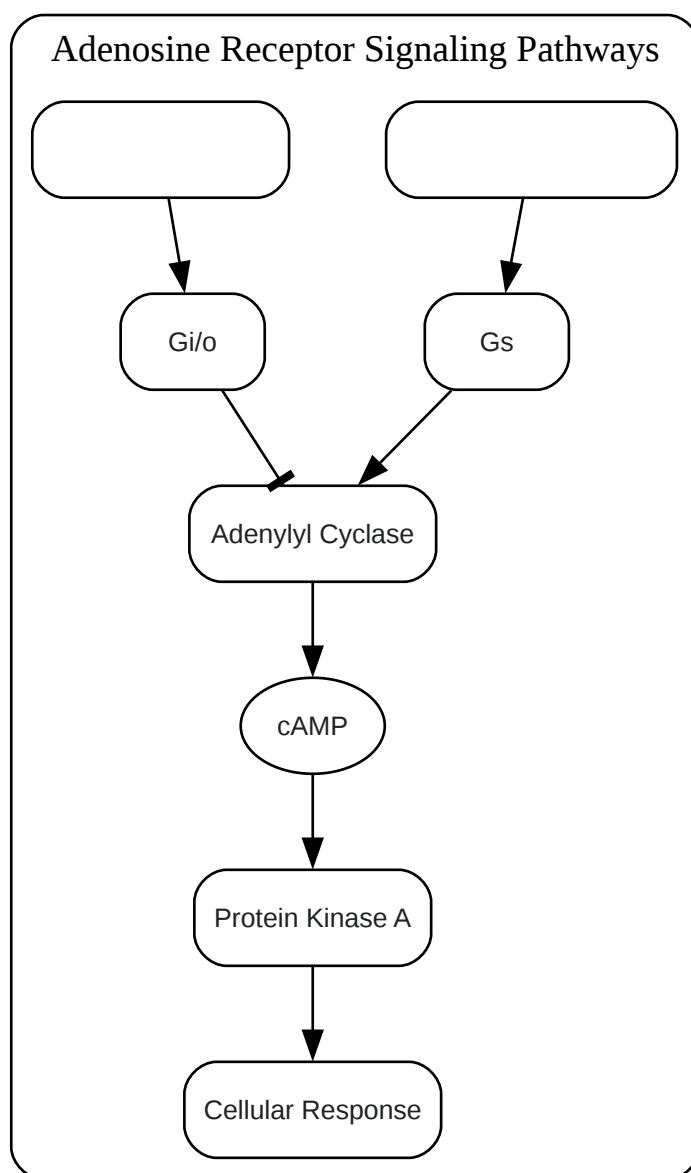 Adenosine Receptor Signaling Pathways
Gi/o
Gs
Adenylyl Cyclase
cAMP
Protein Kinase A
Cellular Response